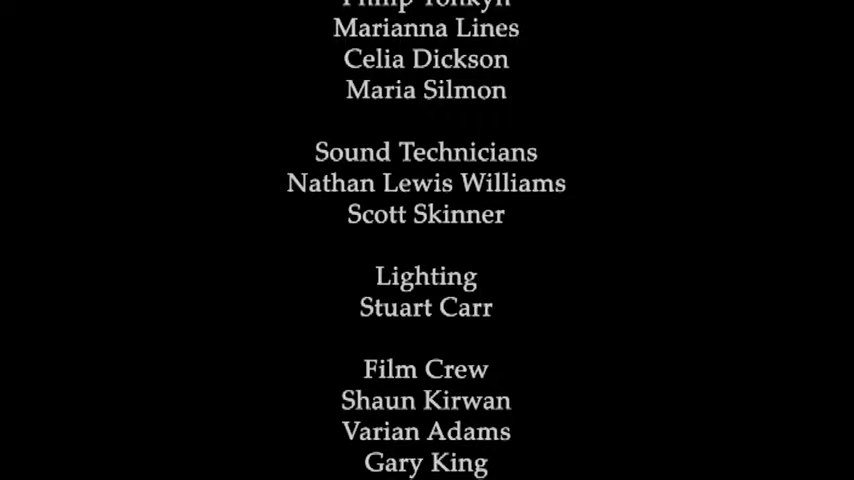 Marianna Lines
Celia Dickson
Maria Silmon
Sound Technicians
Nathan Lewis Williams
Scott Skinner
Lighting
Stuart Carr
Film Crew
Shaun Kirwan
Varian Adams
Gary King